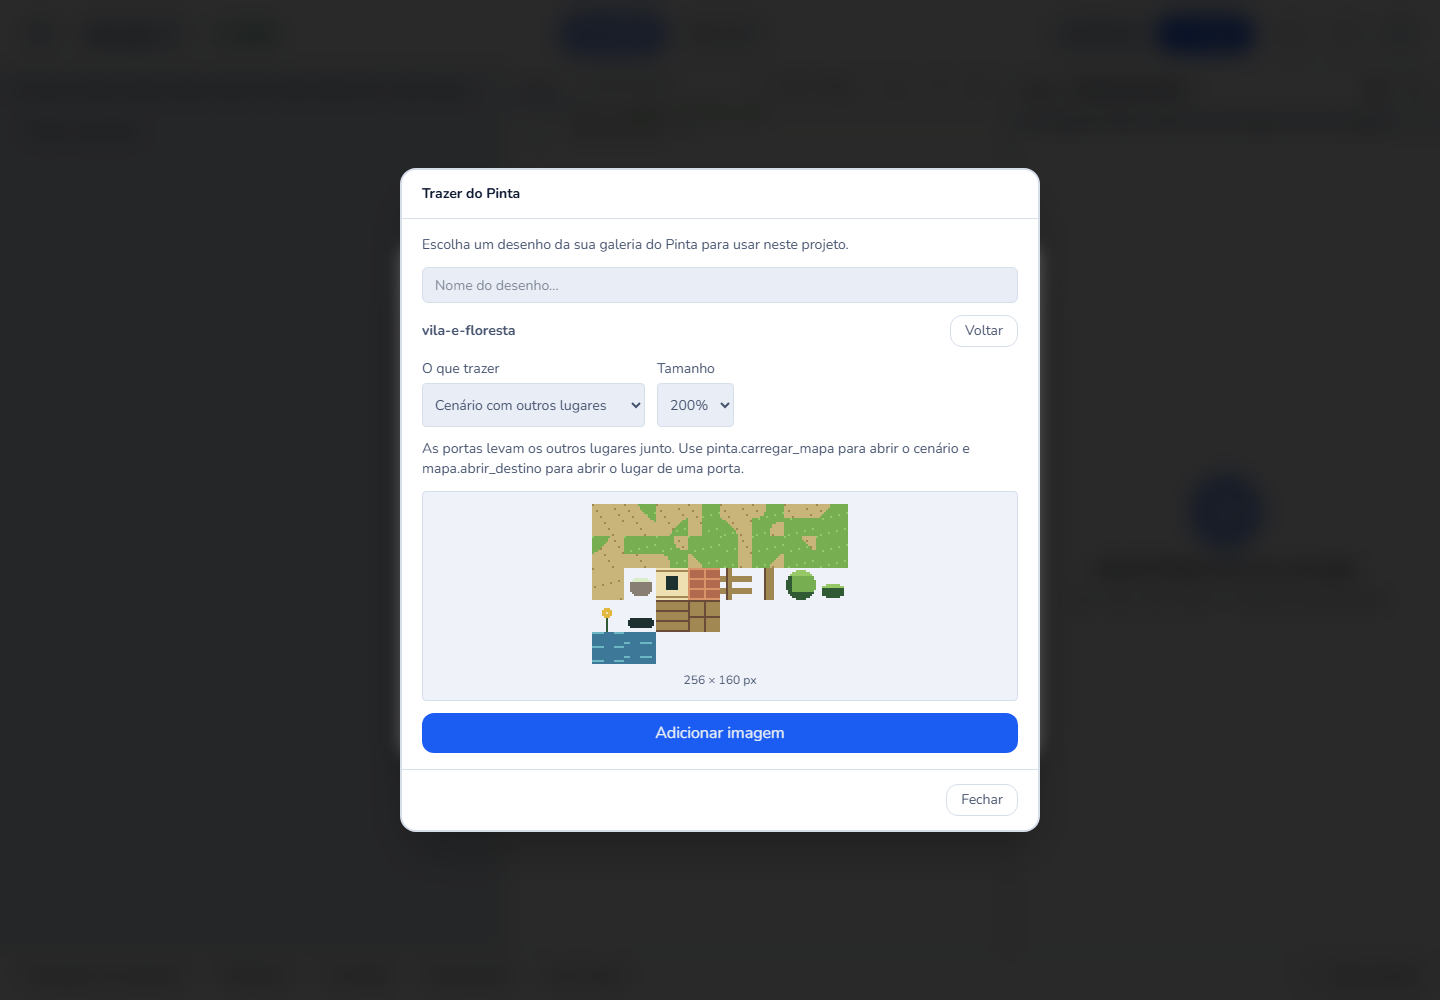 Trazer do Pinta
Escolha um desenho da sua galeria do Pinta para usar neste projeto.
Nome do desenho...
vila-e-floresta
Voltar
O que trazer
Tamanho
Cenário com outros lugares
200%
As portas levam os outros lugares junto. Use pinta.carregar_mapa para abrir o cenário e
mapa.abrir_destino para abrir o lugar de uma porta.
256 × 160 px
Adicionar imagem
Fechar